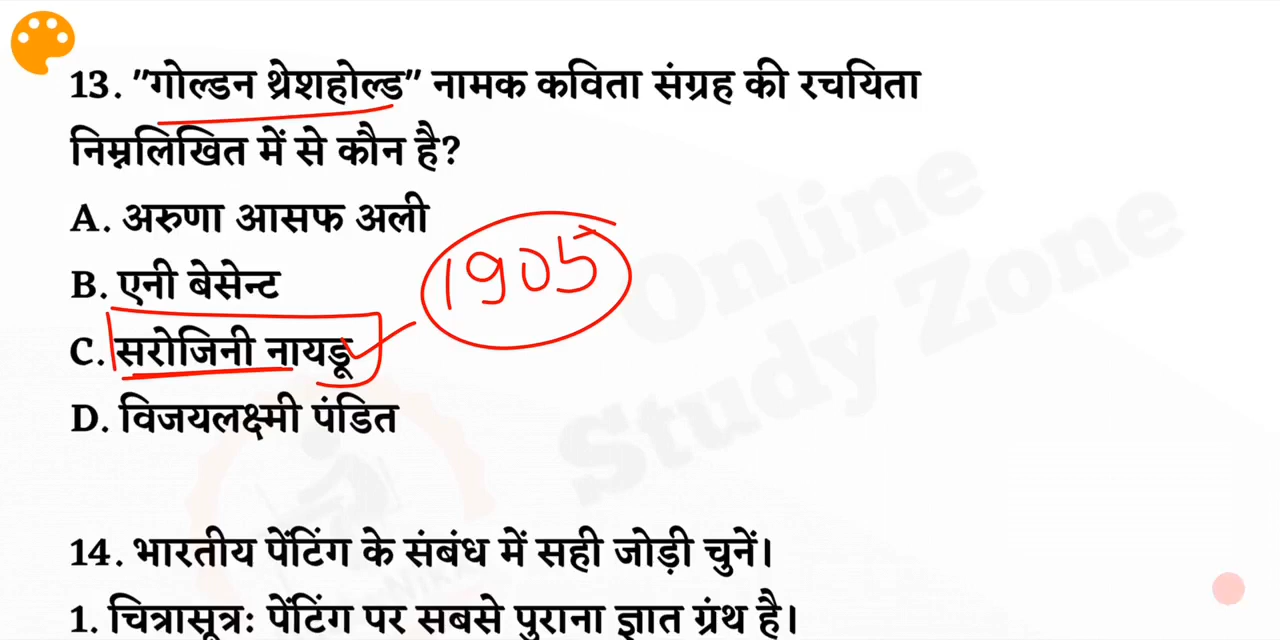 13. "गोल्डन थ्रेशहोल्ड" नामक कविता संग्रह की रचयिता
निम्नलिखित में से कौन है?
A. अरुणा आसफ अली
B. एनी बेसेन्ट
1905
C. सरोजिनी नायडू
D. विजयलक्ष्मी पंडित
Online
Study Zone
14. भारतीय पेंटिंग के संबंध में सही जोड़ी चुनें।
1. चित्रासूत्रः पेंटिंग पर सबसे पुराना ज्ञात ग्रंथ है।